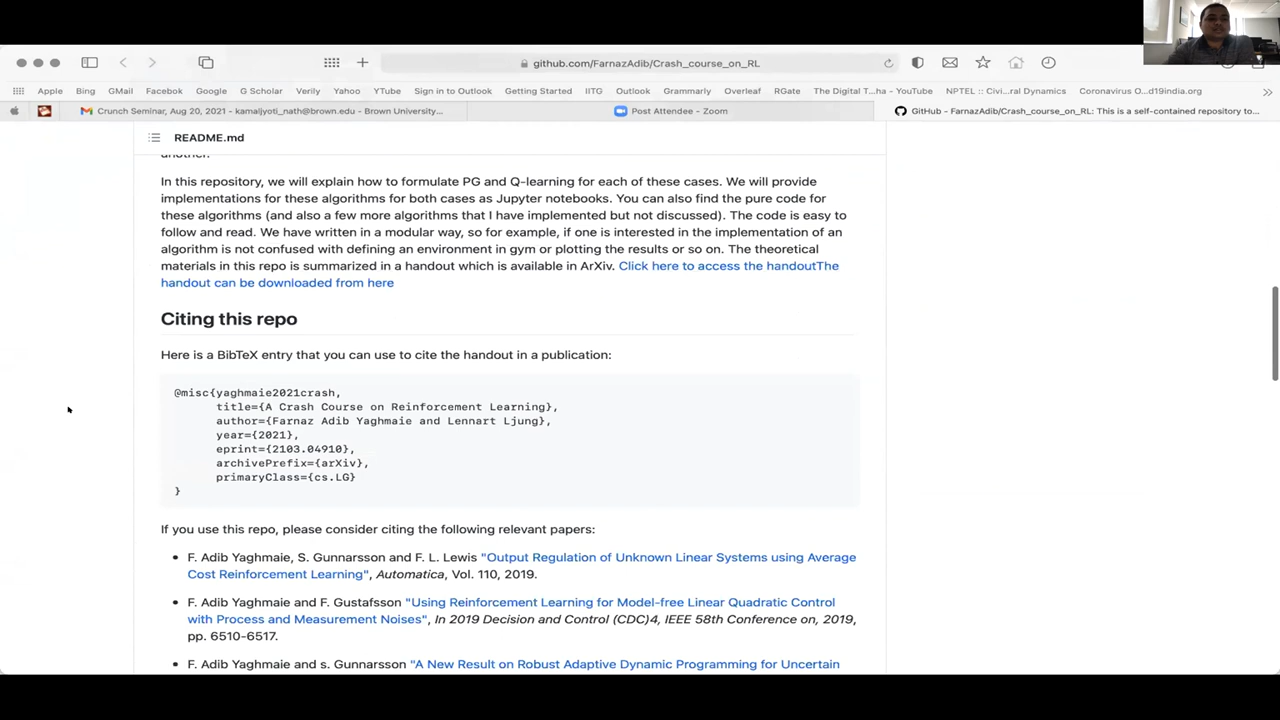 github.com/FarnazAdib/Crash_course_on_RL
Apple Bing GMail Facebook Google G Scholar Verily Yahoo YTube Sign in to Outlook Getting Started IITG Outlook Grammarly Overleaf RGate The Digital T...ha - YouTube NPTEL :: Civi...ral Dynamics Coronavirus O...d19india.org
Crunch Seminar, Aug 20, 2021 - kamaljyoti_nath@brown.edu - Brown University... Post Attendee - Zoom GitHub - FarnazAdib/Crash_course_on_RL: This is a self-contained repository to...
README.md
another.
In this repository, we will explain how to formulate PG and Q-learning for each of these cases. We will provide
implementations for these algorithms for both cases as Jupyter notebooks. You can also find the pure code for
these algorithms (and also a few more algorithms that I have implemented but not discussed). The code is easy to
follow and read. We have written in a modular way, so for example, if one is interested in the implementation of an
algorithm is not confused with defining an environment in gym or plotting the results or so on. The theoretical
materials in this repo is summarized in a handout which is available in ArXiv. Click here to access the handoutThe
handout can be downloaded from here
Citing this repo
Here is a BibTeX entry that you can use to cite the handout in a publication:
@misc{yaghmaie2021crash,
title={A Crash Course on Reinforcement Learning},
author={Farnaz Adib Yaghmaie and Lennart Ljung},
year={2021},
eprint={2103.04910},
archivePrefix={arXiv},
primaryClass={cs.LG}
}
If you use this repo, please consider citing the following relevant papers:
• F. Adib Yaghmaie, S. Gunnarsson and F. L. Lewis "Output Regulation of Unknown Linear Systems using Average
Cost Reinforcement Learning", Automatica, Vol. 110, 2019.
• F. Adib Yaghmaie and F. Gustafsson "Using Reinforcement Learning for Model-free Linear Quadratic Control
with Process and Measurement Noises", In 2019 Decision and Control (CDC)4, IEEE 58th Conference on, 2019,
pp. 6510-6517.
• F. Adib Yaghmaie and s. Gunnarsson "A New Result on Robust Adaptive Dynamic Programming for Uncertain